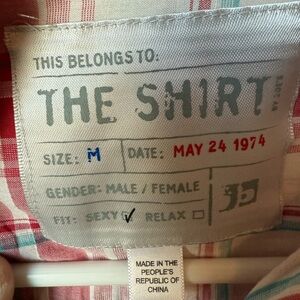 THIS BELONGS TO:
THE SHIRT
SIZE: M
DATE: MAY 24 1974
GENDER: MALE / FEMALE
FIT: SEXY ☑ RELAX ☐
MADE IN THE
PEOPLE'S
REPUBLIC OF
CHINA